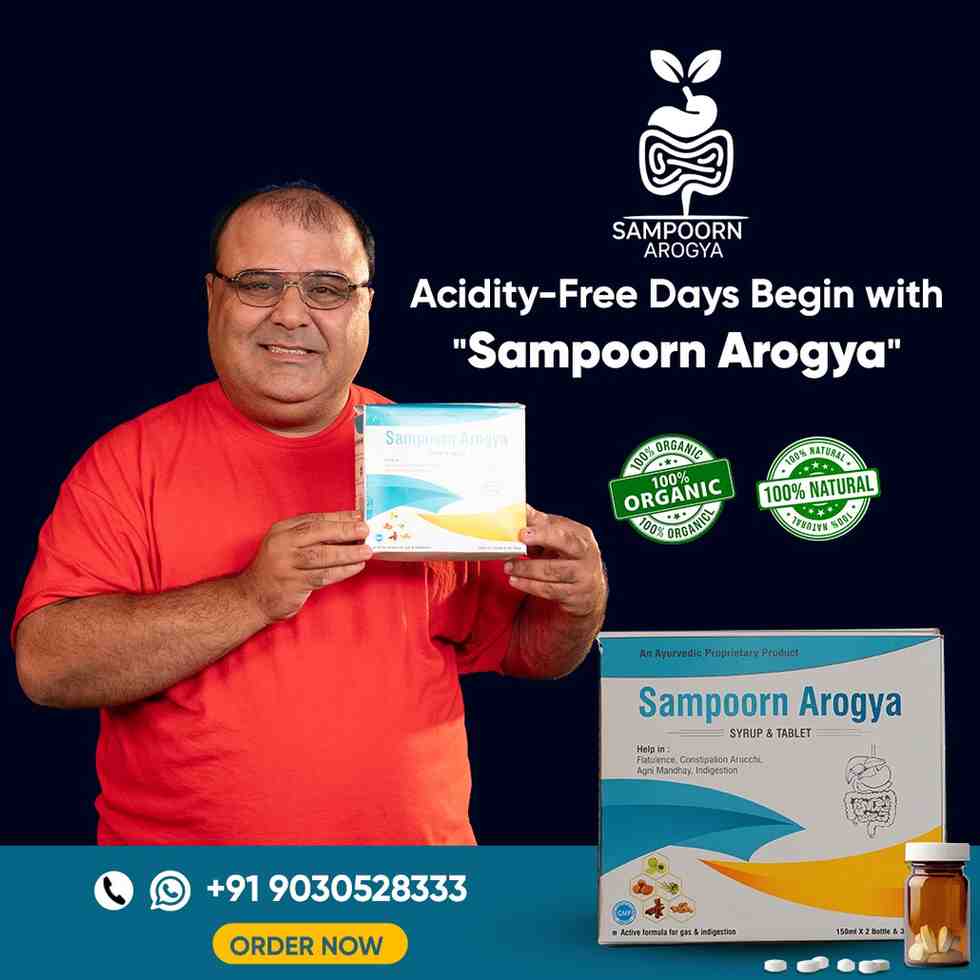 SAMPOORN
AROGYA
Acidity-Free Days Begin with
"Sampoorn Arogya"
Sampoorn Arogya
100% ORGANIC
100%
ORGANIC
100% ORGANICL
100% NATURAL
100% NATURAL
100% NATURAL
An Ayurvedic Proprietary Product
Sampoorn Arogya
SYRUP & TABLET
Help in :
Flatulence, Constipation Arucchi,
Agni Mandhay, Indigestion
GMP
Active formula for gas & indigestion
150ml X 2 Bottle & 3
+91 9030528333
ORDER NOW